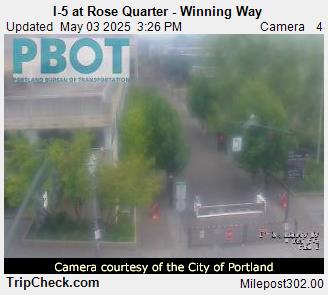 I-5 at Rose Quarter - Winning Way
Updated May 03 2025 3:26 PM Camera 4
PBOT
PORTLAND BUREAU OF TRANSPORTATION
Camera courtesy of the City of Portland
TripCheck.com Milepost302.00